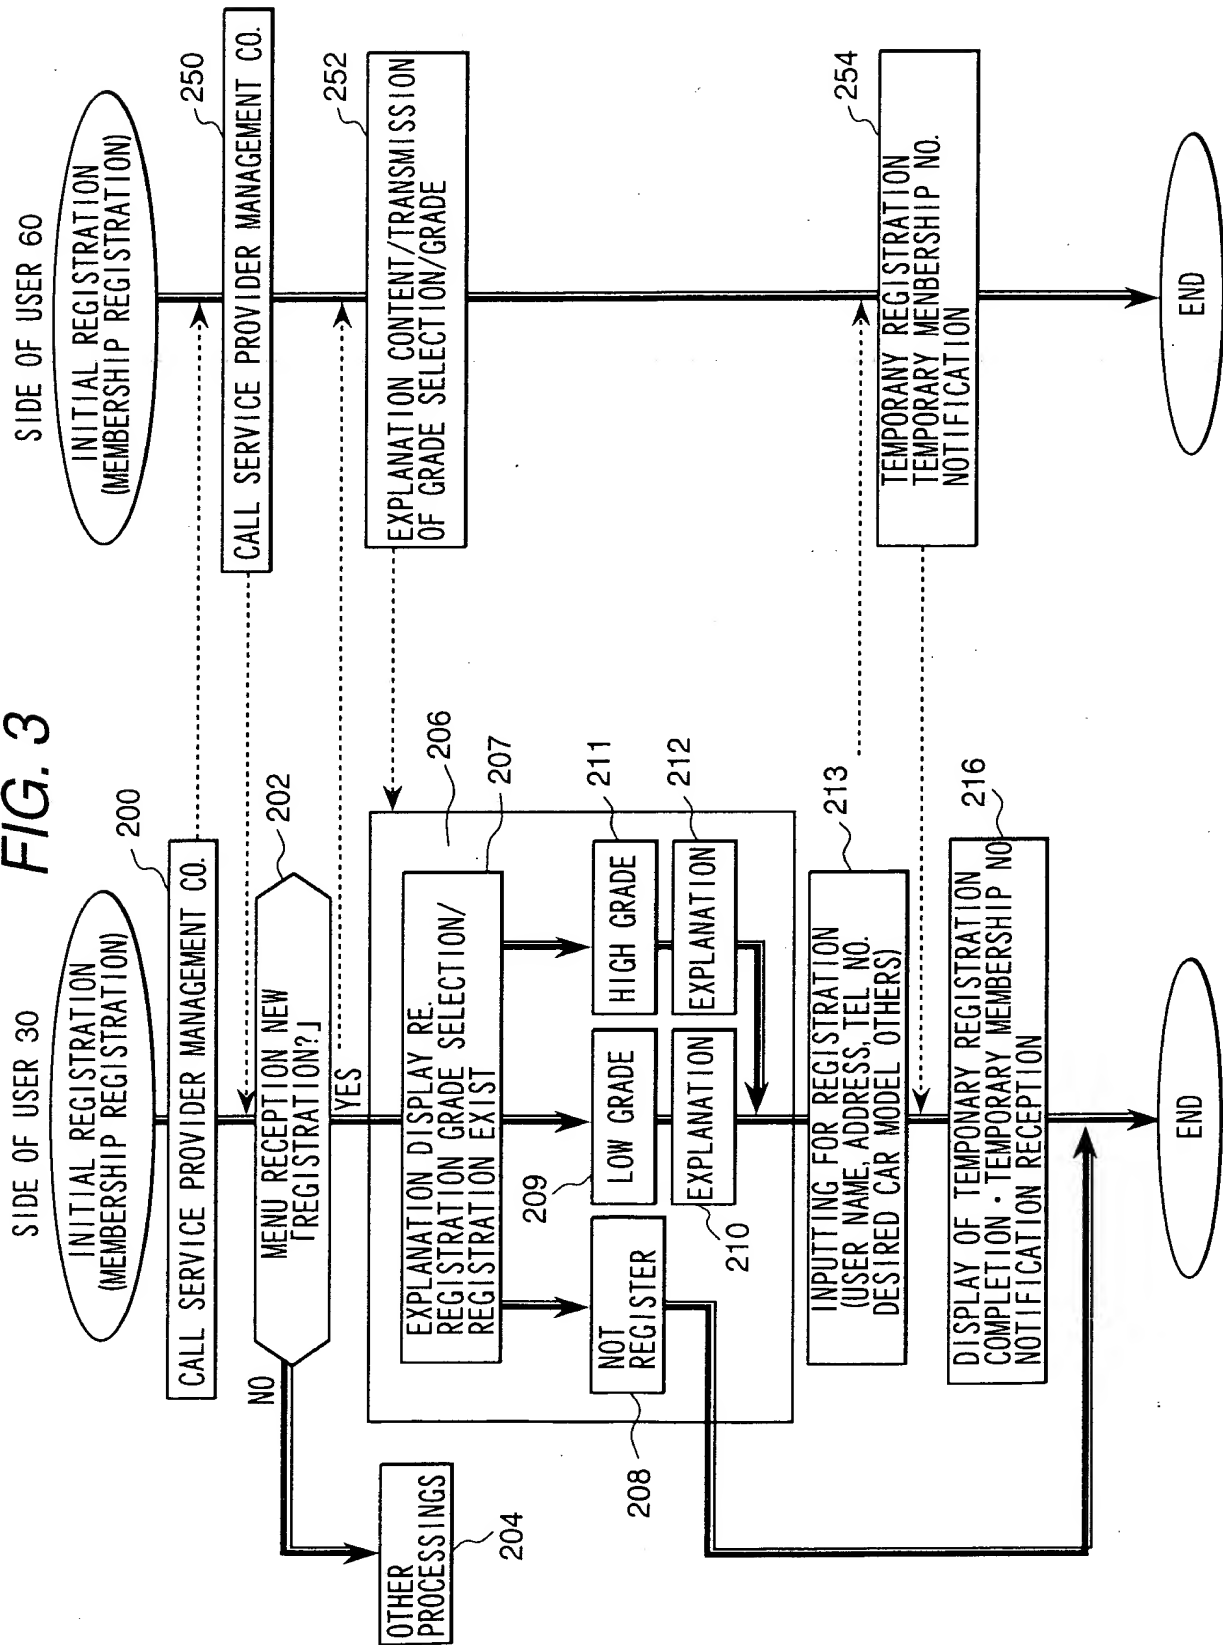 FIG. 3
SIDE OF USER 30
INITIAL REGISTRATION
(MEMBERSHIP REGISTRATION)
200
CALL SERVICE PROVIDER MANAGEMENT CO.
202
MENU RECEPTION NEW
「REGISTRATION?」
NO
YES
OTHER
PROCESSINGS
204
206
207
EXPLANATION DISPLAY RE.
REGISTRATION GRADE SELECTION/
REGISTRATION EXIST
NOT
REGISTER
208
209
LOW GRADE
EXPLANATION
210
211
HIGH GRADE
212
EXPLANATION
213
INPUTTING FOR REGISTRATION
(USER NAME, ADDRESS, TEL NO.
DESIRED CAR MODEL OTHERS)
216
DISPLAY OF TEMPONARY REGISTRATION
COMPLETION · TEMPORARY MEMBERSHIP NO
NOTIFICATION RECEPTION
END
SIDE OF USER 60
INITIAL REGISTRATION
(MEMBERSHIP REGISTRATION)
250
CALL SERVICE PROVIDER MANAGEMENT CO.
252
EXPLANATION CONTENT/TRANSMISSION
OF GRADE SELECTION/GRADE
254
TEMPORANY REGISTRATION
TEMPORARY MENBERSHIP NO.
NOTIFICATION
END